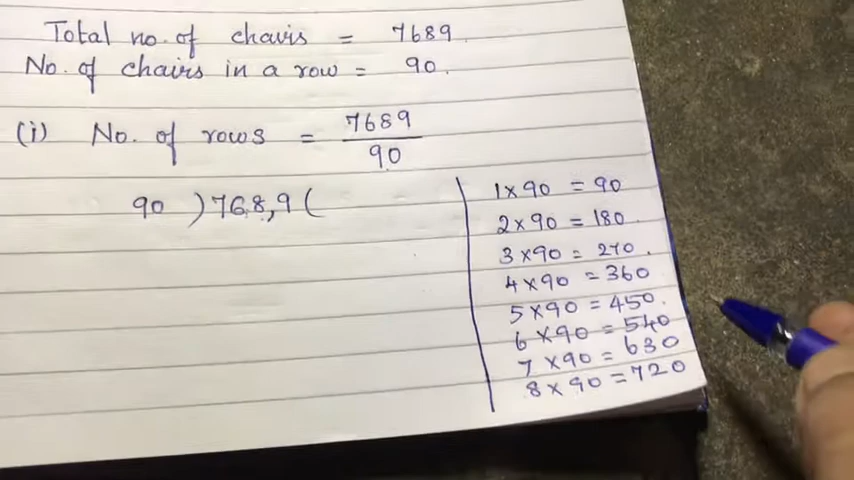 Total no. of chairs = 7689
No. of chairs in a row = 90.
(i) No. of rows = 7689
90
90 ) 768,9 (
1 x 90 = 90
2 x 90 = 180
3 x 90 = 270.
4 x 90 = 360
5 x 90 = 450.
6 x 90 = 540
7 x 90 = 630
8 x 90 = 720